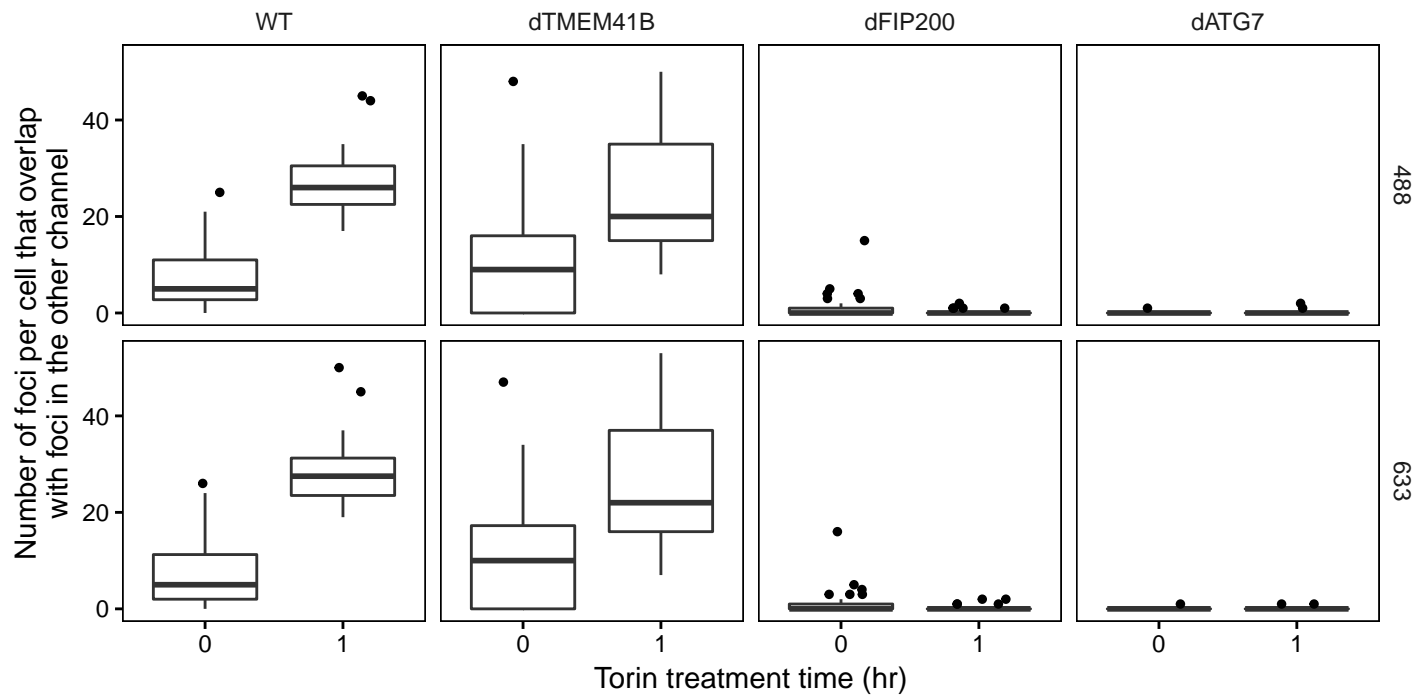 WT
dTMEM41B
dFIP200
dATG7
Number of foci per cell that overlap
with foci in the other channel
40
20
0
488
40
20
0
633
0
1
0
1
0
1
0
1
Torin treatment time (hr)